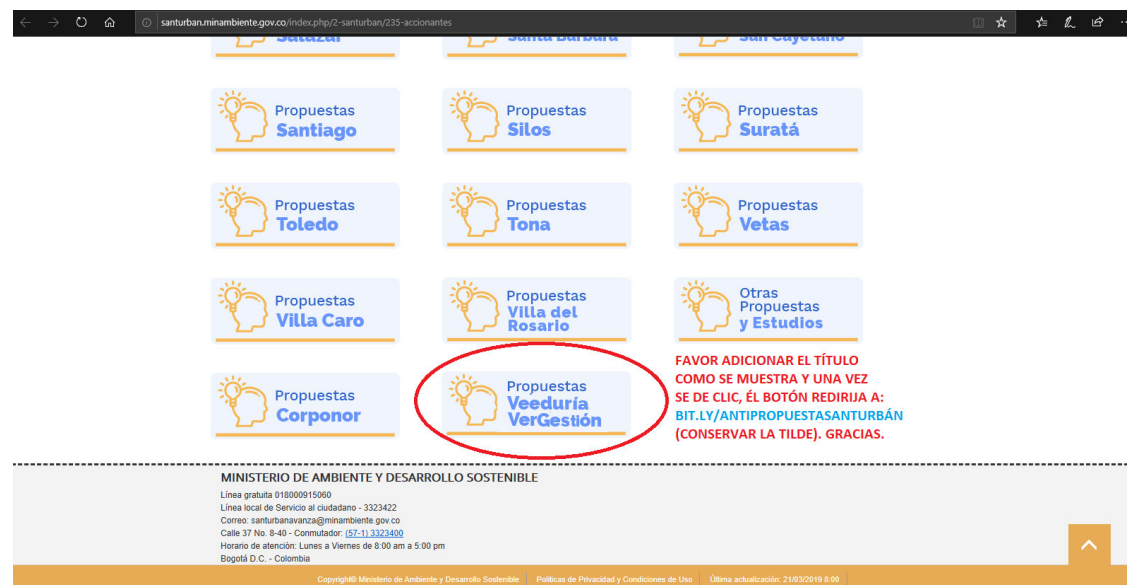 santurban.minambiente.gov.co/index.php/2-santurban/235-accionantes
Salazar
Santa Bárbara
San Cayetano
Propuestas
Santiago
Propuestas
Silos
Propuestas
Suratá
Propuestas
Toledo
Propuestas
Tona
Propuestas
Vetas
Propuestas
Villa Caro
Propuestas
Villa del
Rosario
Otras
Propuestas
y Estudios
Propuestas
Corponor
Propuestas
Veeduría
VerGestión
FAVOR ADICIONAR EL TÍTULO
COMO SE MUESTRA Y UNA VEZ
SE DE CLIC, ÉL BOTÓN REDIRIJA A:
BIT.LY/ANTIPROPUESTASANTURBÁN
(CONSERVAR LA TILDE). GRACIAS.
MINISTERIO DE AMBIENTE Y DESARROLLO SOSTENIBLE
Línea gratuita 018000915060
Línea local de Servicio al ciudadano - 3323422
Correo: santurbanavanza@minambiente.gov.co
Calle 37 No. 8-40 - Conmutador: (57-1) 3323400
Horario de atención: Lunes a Viernes de 8:00 am a 5:00 pm
Bogotá D.C. - Colombia
Copyright© Ministerio de Ambiente y Desarrollo Sostenible | Políticas de Privacidad y Condiciones de Uso | Última actualización: 21/03/2019 8:00